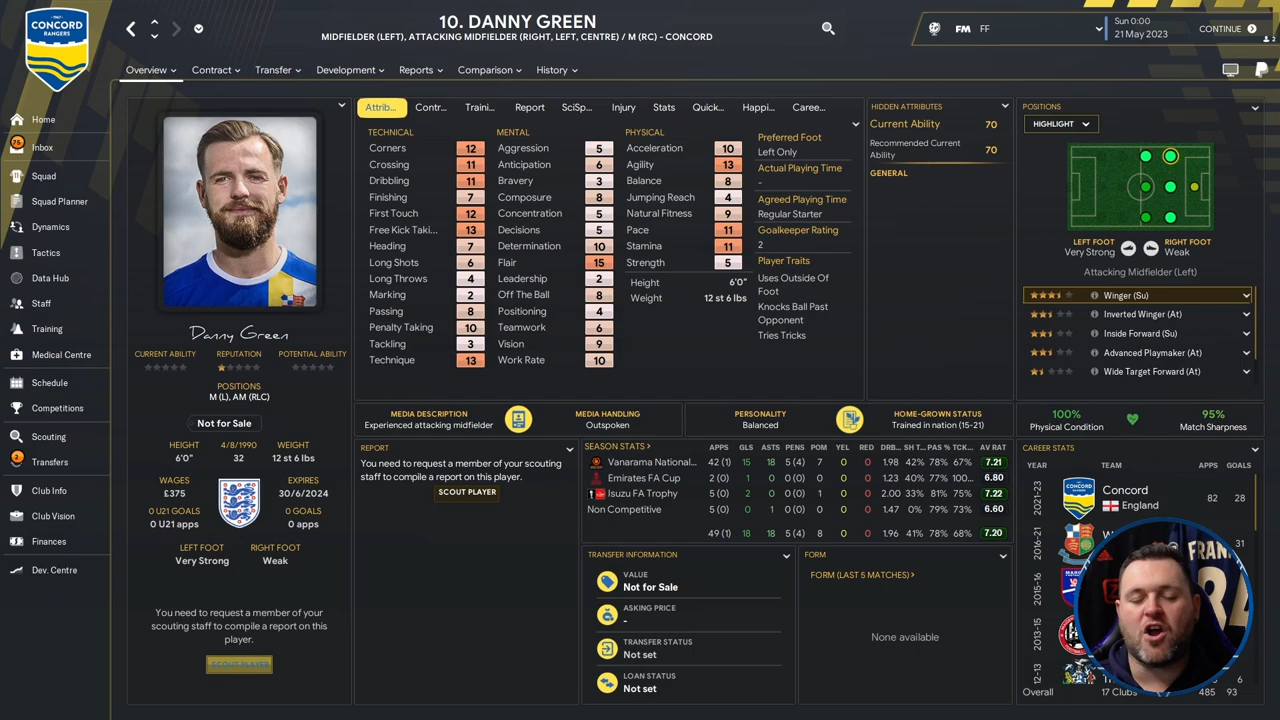 CONCORD
RANGERS
10. DANNY GREEN
MIDFIELDER (LEFT), ATTACKING MIDFIELDER (RIGHT, LEFT, CENTRE) / M (RC) - CONCORD
FM FF
Sun 0:00
21 May 2023
CONTINUE
Overview
Contract
Transfer
Development
Reports
Comparison
History
Home
75
Inbox
Squad
Squad Planner
Dynamics
Tactics
Data Hub
Staff
Training
Medical Centre
Schedule
Competitions
Scouting
5
Transfers
Club Info
Club Vision
Finances
Dev. Centre
Danny Green
CURRENT ABILITY
REPUTATION
POTENTIAL ABILITY
POSITIONS
M (L), AM (RLC)
Not for Sale
HEIGHT 4/8/1990 WEIGHT
6'0" 32 12 st 6 lbs
WAGES EXPIRES
£375 30/6/2024
0 U21 GOALS 0 GOALS
0 U21 apps 0 apps
LEFT FOOT RIGHT FOOT
Very Strong Weak
You need to request a member of your
scouting staff to compile a report on this
player.
SCOUT PLAYER
Attrib...
Contr...
Traini...
Report
SciSp...
Injury
Stats
Quick...
Happi...
Caree...
TECHNICAL
Corners 12
Crossing 11
Dribbling 11
Finishing 7
First Touch 12
Free Kick Taki... 13
Heading 7
Long Shots 6
Long Throws 4
Marking 2
Passing 8
Penalty Taking 10
Tackling 3
Technique 13
MENTAL
Aggression 5
Anticipation 6
Bravery 3
Composure 8
Concentration 5
Decisions 5
Determination 10
Flair 15
Leadership 2
Off The Ball 8
Positioning 4
Teamwork 6
Vision 9
Work Rate 10
PHYSICAL
Acceleration 10
Agility 13
Balance 8
Jumping Reach 4
Natural Fitness 9
Pace 11
Stamina 11
Strength 5
Height 6'0"
Weight 12 st 6 lbs
Preferred Foot
Left Only
Actual Playing Time
-
Agreed Playing Time
Regular Starter
Goalkeeper Rating
2
Player Traits
Uses Outside Of
Foot
Knocks Ball Past
Opponent
Tries Tricks
HIDDEN ATTRIBUTES
Current Ability 70
Recommended Current
Ability 70
GENERAL
POSITIONS
HIGHLIGHT
LEFT FOOT RIGHT FOOT
Very Strong Weak
Attacking Midfielder (Left)
Winger (Su)
Inverted Winger (At)
Inside Forward (Su)
Advanced Playmaker (At)
Wide Target Forward (At)
MEDIA DESCRIPTION
Experienced attacking midfielder
MEDIA HANDLING
Outspoken
PERSONALITY
Balanced
HOME-GROWN STATUS
Trained in nation (15-21)
100%
Physical Condition
95%
Match Sharpness
REPORT
You need to request a member of your scouting
staff to compile a report on this player.
SCOUT PLAYER
SEASON STATS > APPS GLS ASTS PENS POM YEL RED DRB... SH T... PAS % TCK... AV RAT
Vanarama National... 42 (1) 15 18 5 (4) 7 0 0 1.98 42% 78% 67% 7.21
Emirates FA Cup 2 (0) 1 0 0 (0) 0 0 0 1.23 40% 77% 100... 6.80
Isuzu FA Trophy 5 (0) 2 0 0 (0) 1 0 0 2.00 33% 81% 75% 7.22
Non Competitive 5 (0) 0 1 0 (0) 0 0 0 1.47 0% 79% 73% 6.60
49 (1) 18 18 5 (4) 8 0 0 1.96 41% 78% 68% 7.20
TRANSFER INFORMATION
VALUE
Not for Sale
ASKING PRICE
-
TRANSFER STATUS
Not set
LOAN STATUS
Not set
FORM
FORM (LAST 5 MATCHES) >
None available
CAREER STATS
YEAR TEAM APPS GOALS
2021-23
Concord
England
82 28
2016-21
31
2015-16
2013-15
12-13
6
Overall 17 Clubs 485 93
FRANK